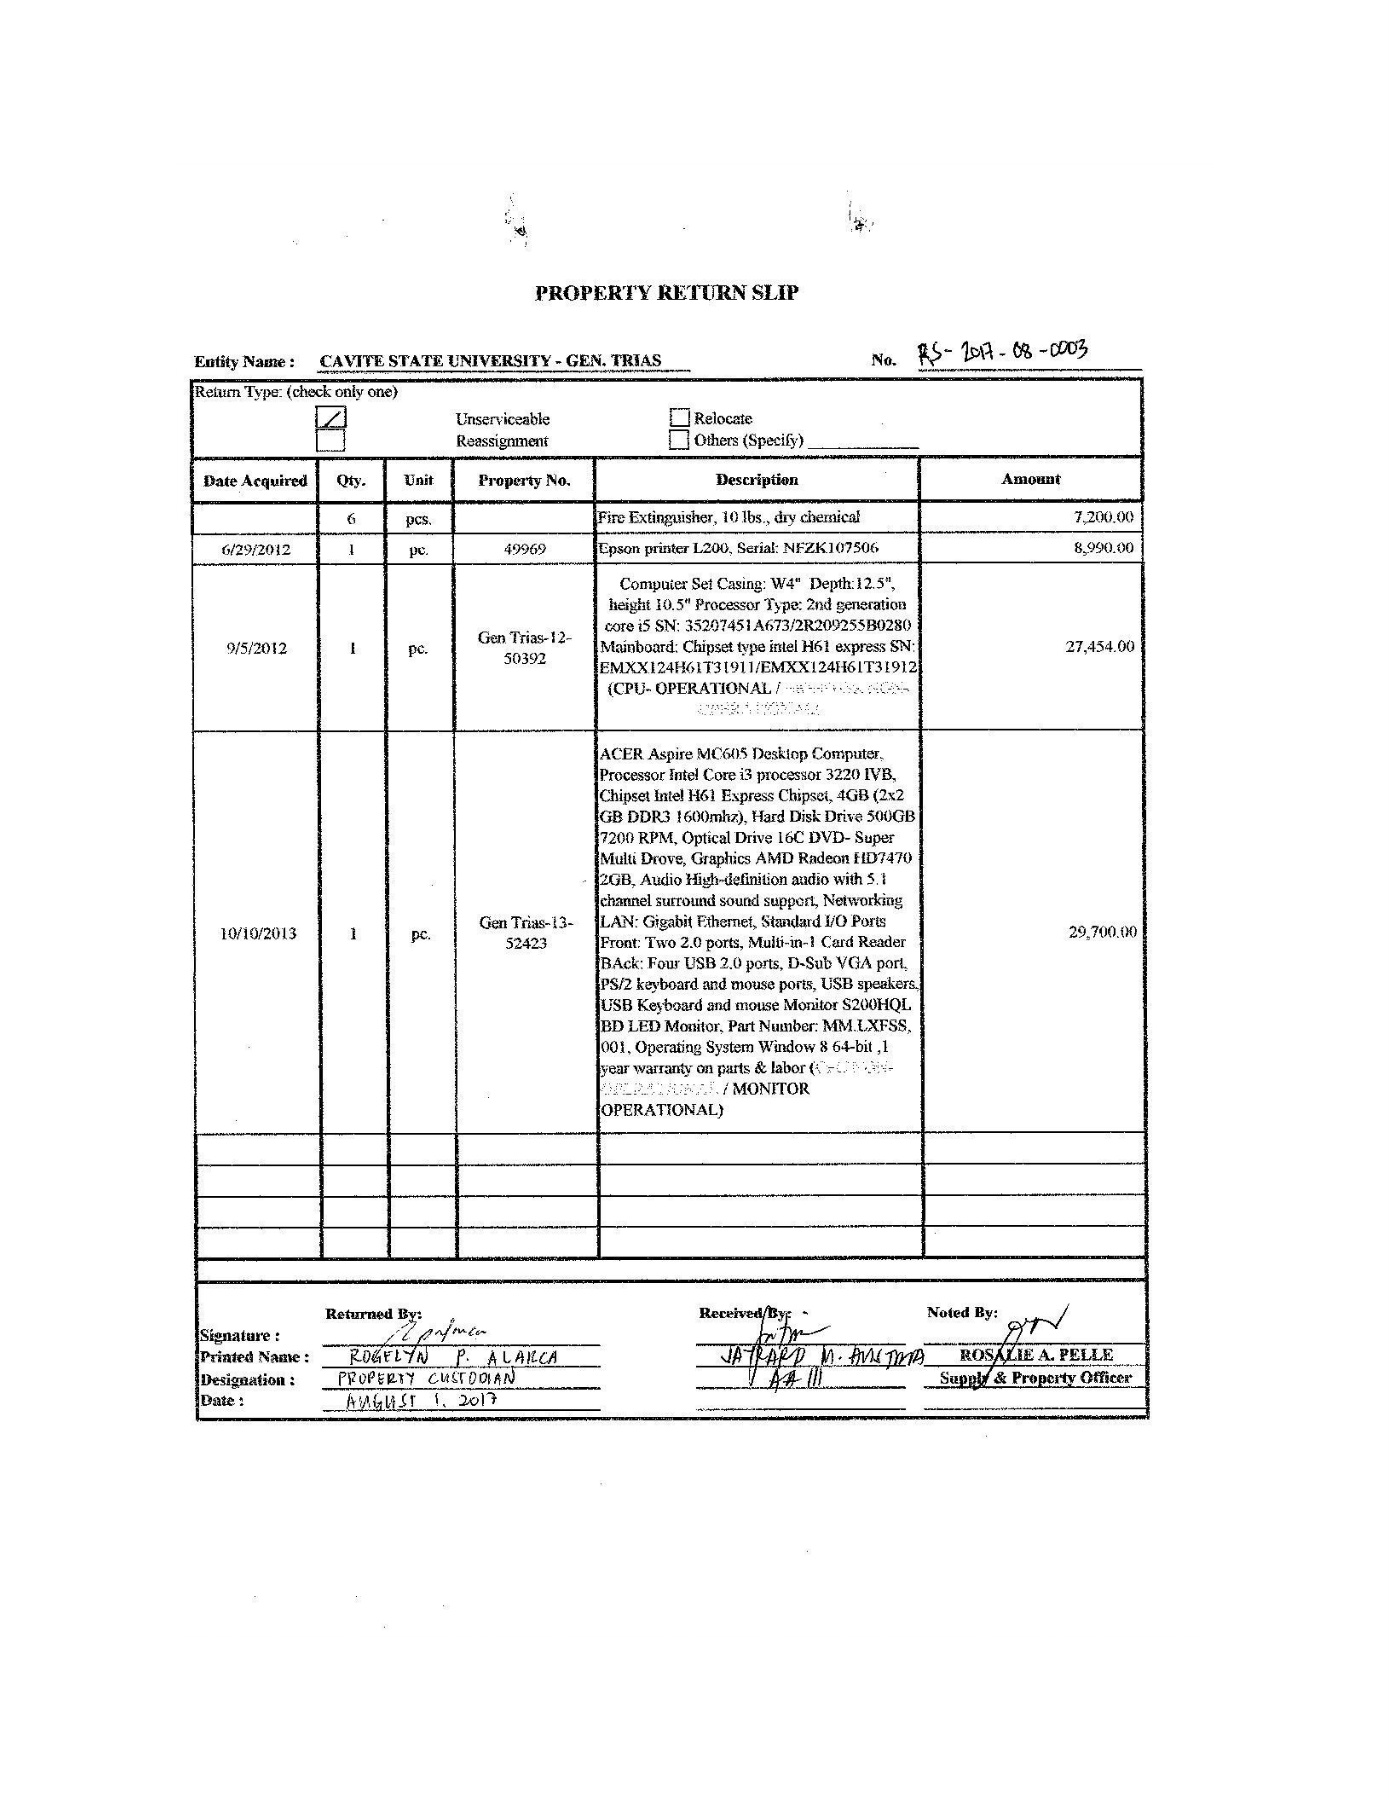 PROPERTY RETURN SLIP
Entity Name : CAVITE STATE UNIVERSITY - GEN. TRIAS No. RS- 2017 - 08 -0003
Return Type: (check only one)
Unserviceable Relocate
Reassignment Others (Specify)
Date Acquired Qty. Unit Property No. Description Amount
6 pcs. Fire Extinguisher, 10 lbs., dry chemical 7,200.00
6/29/2012 1 pc. 49969 Epson printer L200, Serial: NFZK107506 8,990.00
9/5/2012 1 pc. Gen Trias-12-
50392
Computer Set Casing: W4" Depth:12.5",
height 10.5" Processor Type: 2nd generation
core i5 SN: 35207451A673/2R209255B0280
Mainboard: Chipset type intel H61 express SN:
EMXX124H61T31911/EMXX124H61T31912
(CPU- OPERATIONAL /
27,454.00
10/10/2013 1 pc. Gen Trias-13-
52423
ACER Aspire MC605 Desktop Computer,
Processor Intel Core i3 processor 3220 IVB,
Chipset Intel H61 Express Chipset, 4GB (2x2
GB DDR3 1600mhz), Hard Disk Drive 500GB
7200 RPM, Optical Drive 16C DVD- Super
Multi Drove, Graphics AMD Radeon HD7470
2GB, Audio High-definition audio with 5.1
channel surround sound support, Networking
LAN: Gigabit Ethernet, Standard I/O Ports
Front: Two 2.0 ports, Multi-in-1 Card Reader
BAck: Four USB 2.0 ports, D-Sub VGA port,
PS/2 keyboard and mouse ports, USB speakers,
USB Keyboard and mouse Monitor S200HQL
BD LED Monitor, Part Number: MM.LXFSS,
001, Operating System Window 8 64-bit ,1
year warranty on parts & labor (
/ MONITOR
OPERATIONAL)
29,700.00
Returned By: Received By: Noted By:
Signature :
Printed Name : ROGELYN P. ALARCA M. ROSALIE A. PELLE
Designation : PROPERTY CUSTODIAN AA III Supply & Property Officer
Date : AUGUST 1, 2017